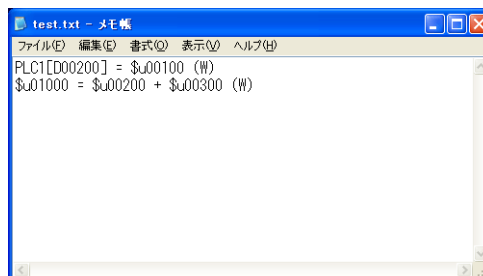 test.txt - メモ帳
ファイル(F) 編集(E) 書式(O) 表示(V) ヘルプ(H)
PLC1[D00200] = $u00100 (W)
$u01000 = $u00200 + $u00300 (W)